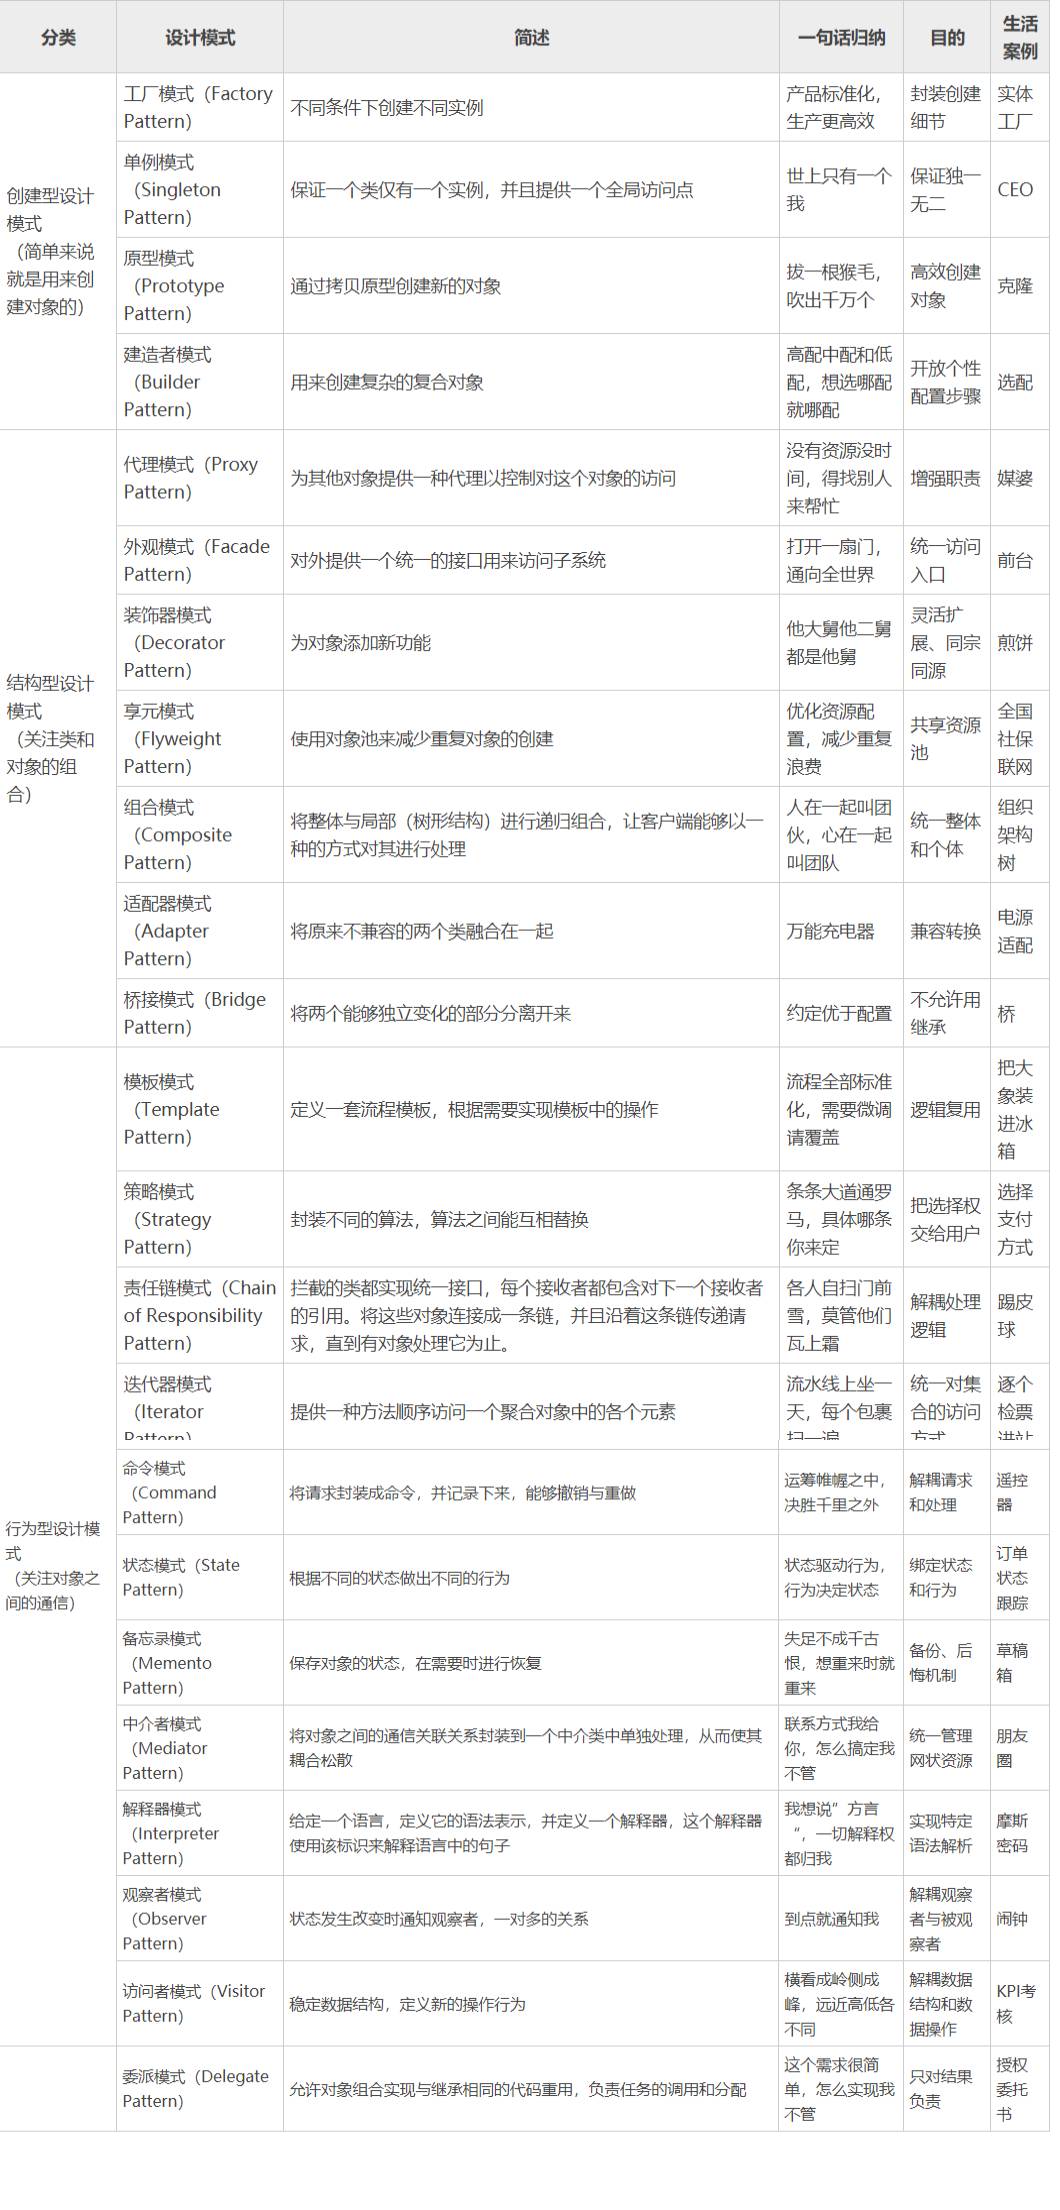 分类
设计模式
简述
一句话归纳
目的
生活
案例
创建型设计
模式
（简单来说
就是用来创
建对象的）
工厂模式（Factory
Pattern）
不同条件下创建不同实例
产品标准化，
生产更高效
封装创建
细节
实体
工厂
单例模式
（Singleton
Pattern）
保证一个类仅有一个实例，并且提供一个全局访问点
世上只有一个
我
保证独一
无二
CEO
原型模式
（Prototype
Pattern）
通过拷贝原型创建新的对象
拔一根猴毛，
吹出千万个
高效创建
对象
克隆
建造者模式
（Builder
Pattern）
用来创建复杂的复合对象
高配中配和低
配，想选哪配
就哪配
开放个性
配置步骤
选配
结构型设计
模式
（关注类和
对象的组
合）
代理模式（Proxy
Pattern）
为其他对象提供一种代理以控制对这个对象的访问
没有资源没时
间，得找别人
来帮忙
增强职责
媒婆
外观模式（Facade
Pattern）
对外提供一个统一的接口用来访问子系统
打开一扇门，
通向全世界
统一访问
入口
前台
装饰器模式
（Decorator
Pattern）
为对象添加新功能
他大舅他二舅
都是他舅
灵活扩
展、同宗
同源
煎饼
享元模式
（Flyweight
Pattern）
使用对象池来减少重复对象的创建
优化资源配
置，减少重复
浪费
共享资源
池
全国
社保
联网
组合模式
（Composite
Pattern）
将整体与局部（树形结构）进行递归组合，让客户端能够以一
种的方式对其进行处理
人在一起叫团
伙，心在一起
叫团队
统一整体
和个体
组织
架构
树
适配器模式
（Adapter
Pattern）
将原来不兼容的两个类融合在一起
万能充电器
兼容转换
电源
适配
桥接模式（Bridge
Pattern）
将两个能够独立变化的部分分离开来
约定优于配置
不允许用
继承
桥
行为型设计模
式
（关注对象之
间的通信）
模板模式
（Template
Pattern）
定义一套流程模板，根据需要实现模板中的操作
流程全部标准
化，需要微调
请覆盖
逻辑复用
把大
象装
进冰
箱
策略模式
（Strategy
Pattern）
封装不同的算法，算法之间能互相替换
条条大道通罗
马，具体哪条
你来定
把选择权
交给用户
选择
支付
方式
责任链模式（Chain
of Responsibility
Pattern）
拦截的类都实现统一接口，每个接收者都包含对下一个接收者
的引用。将这些对象连接成一条链，并且沿着这条链传递请
求，直到有对象处理它为止。
各人自扫门前
雪，莫管他们
瓦上霜
解耦处理
逻辑
踢皮
球
迭代器模式
（Iterator
Pattern）
提供一种方法顺序访问一个聚合对象中的各个元素
流水线上坐一
天，每个包裹
扫一遍
统一对集
合的访问
方式
逐个
检票
进站
命令模式
（Command
Pattern）
将请求封装成命令，并记录下来，能够撤销与重做
运筹帷幄之中，
决胜千里之外
解耦请求
和处理
遥控
器
状态模式（State
Pattern）
根据不同的状态做出不同的行为
状态驱动行为，
行为决定状态
绑定状态
和行为
订单
状态
跟踪
备忘录模式
（Memento
Pattern）
保存对象的状态，在需要时进行恢复
失足不成千古
恨，想重来时就
重来
备份、后
悔机制
草稿
箱
中介者模式
（Mediator
Pattern）
将对象之间的通信关联关系封装到一个中介类中单独处理，从而使其
耦合松散
联系方式我给
你，怎么搞定我
不管
统一管理
网状资源
朋友
圈
解释器模式
（Interpreter
Pattern）
给定一个语言，定义它的语法表示，并定义一个解释器，这个解释器
使用该标识来解释语言中的句子
我想说”方言
“，一切解释权
都归我
实现特定
语法解析
摩斯
密码
观察者模式
（Observer
Pattern）
状态发生改变时通知观察者，一对多的关系
到点就通知我
解耦观察
者与被观
察者
闹钟
访问者模式（Visitor
Pattern）
稳定数据结构，定义新的操作行为
横看成岭侧成
峰，远近高低各
不同
解耦数据
结构和数
据操作
KPI考
核
委派模式（Delegate
Pattern）
允许对象组合实现与继承相同的代码重用，负责任务的调用和分配
这个需求很简
单，怎么实现我
不管
只对结果
负责
授权
委托
书